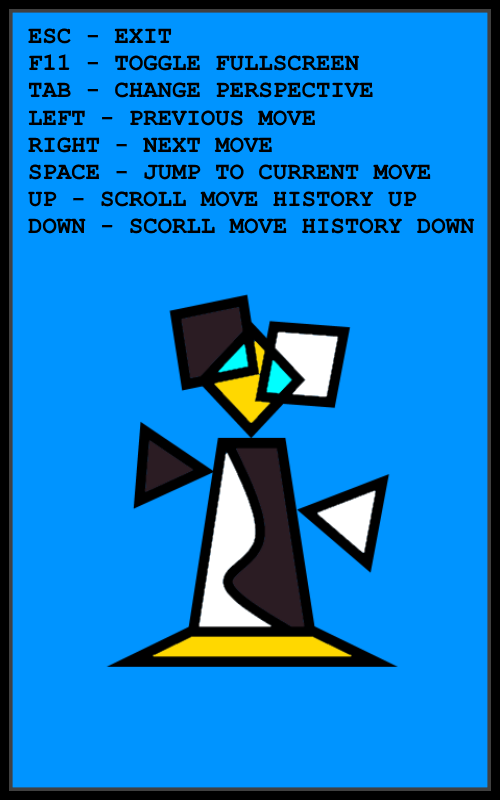 ESC - EXIT
F11 - TOGGLE FULLSCREEN
TAB - CHANGE PERSPECTIVE
LEFT - PREVIOUS MOVE
RIGHT - NEXT MOVE
SPACE - JUMP TO CURRENT MOVE
UP - SCROLL MOVE HISTORY UP
DOWN - SCORLL MOVE HISTORY DOWN